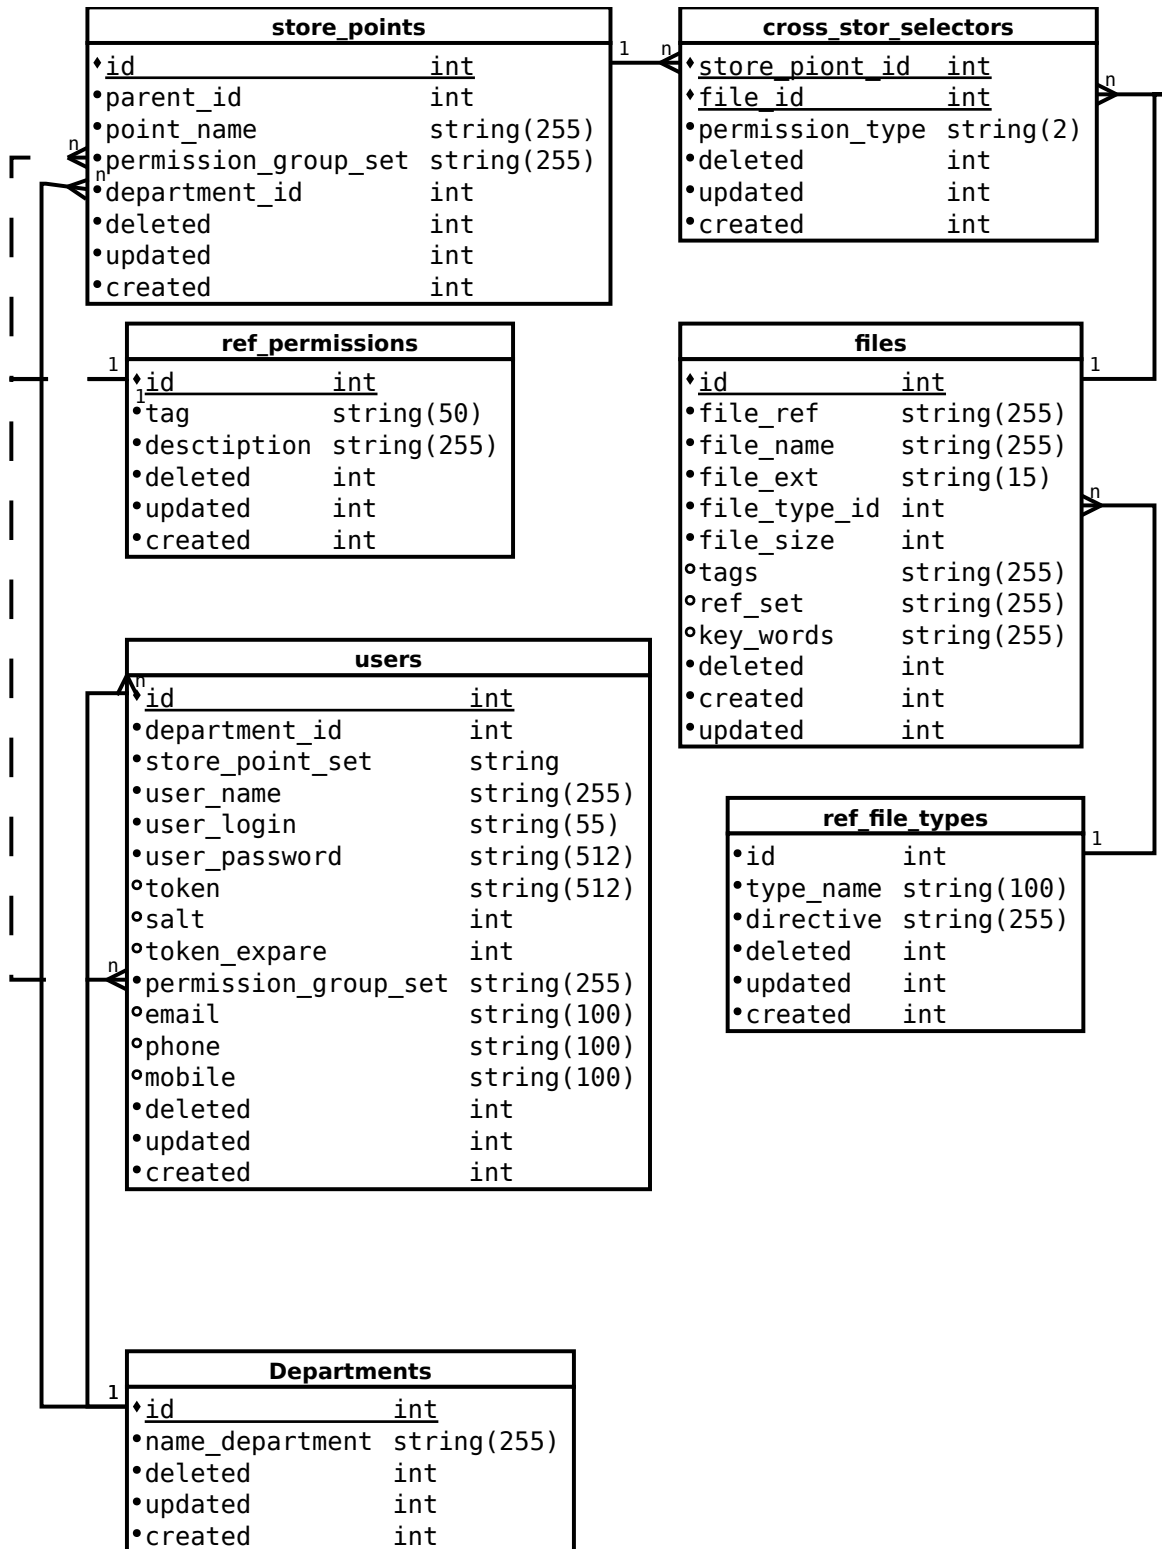 store_points
id int
parent_id int
point_name string(255)
permission_group_set string(255)
department_id int
deleted int
updated int
created int
1 n
n
n
cross_stor_selectors
store_piont_id int
file_id int
permission_type string(2)
deleted int
updated int
created int
n
ref_permissions
1
id int
1
tag string(50)
desctiption string(255)
deleted int
updated int
created int
files
id int
file_ref string(255)
file_name string(255)
file_ext string(15)
file_type_id int
file_size int
tags string(255)
ref_set string(255)
key_words string(255)
deleted int
created int
updated int
1
n
users
n
id int
department_id int
store_point_set string
user_name string(255)
user_login string(55)
user_password string(512)
token string(512)
salt int
token_expare int
n
permission_group_set string(255)
email string(100)
phone string(100)
mobile string(100)
deleted int
updated int
created int
ref_file_types
1
id int
type_name string(100)
directive string(255)
deleted int
updated int
created int
Departments
1
id int
name_department string(255)
deleted int
updated int
created int